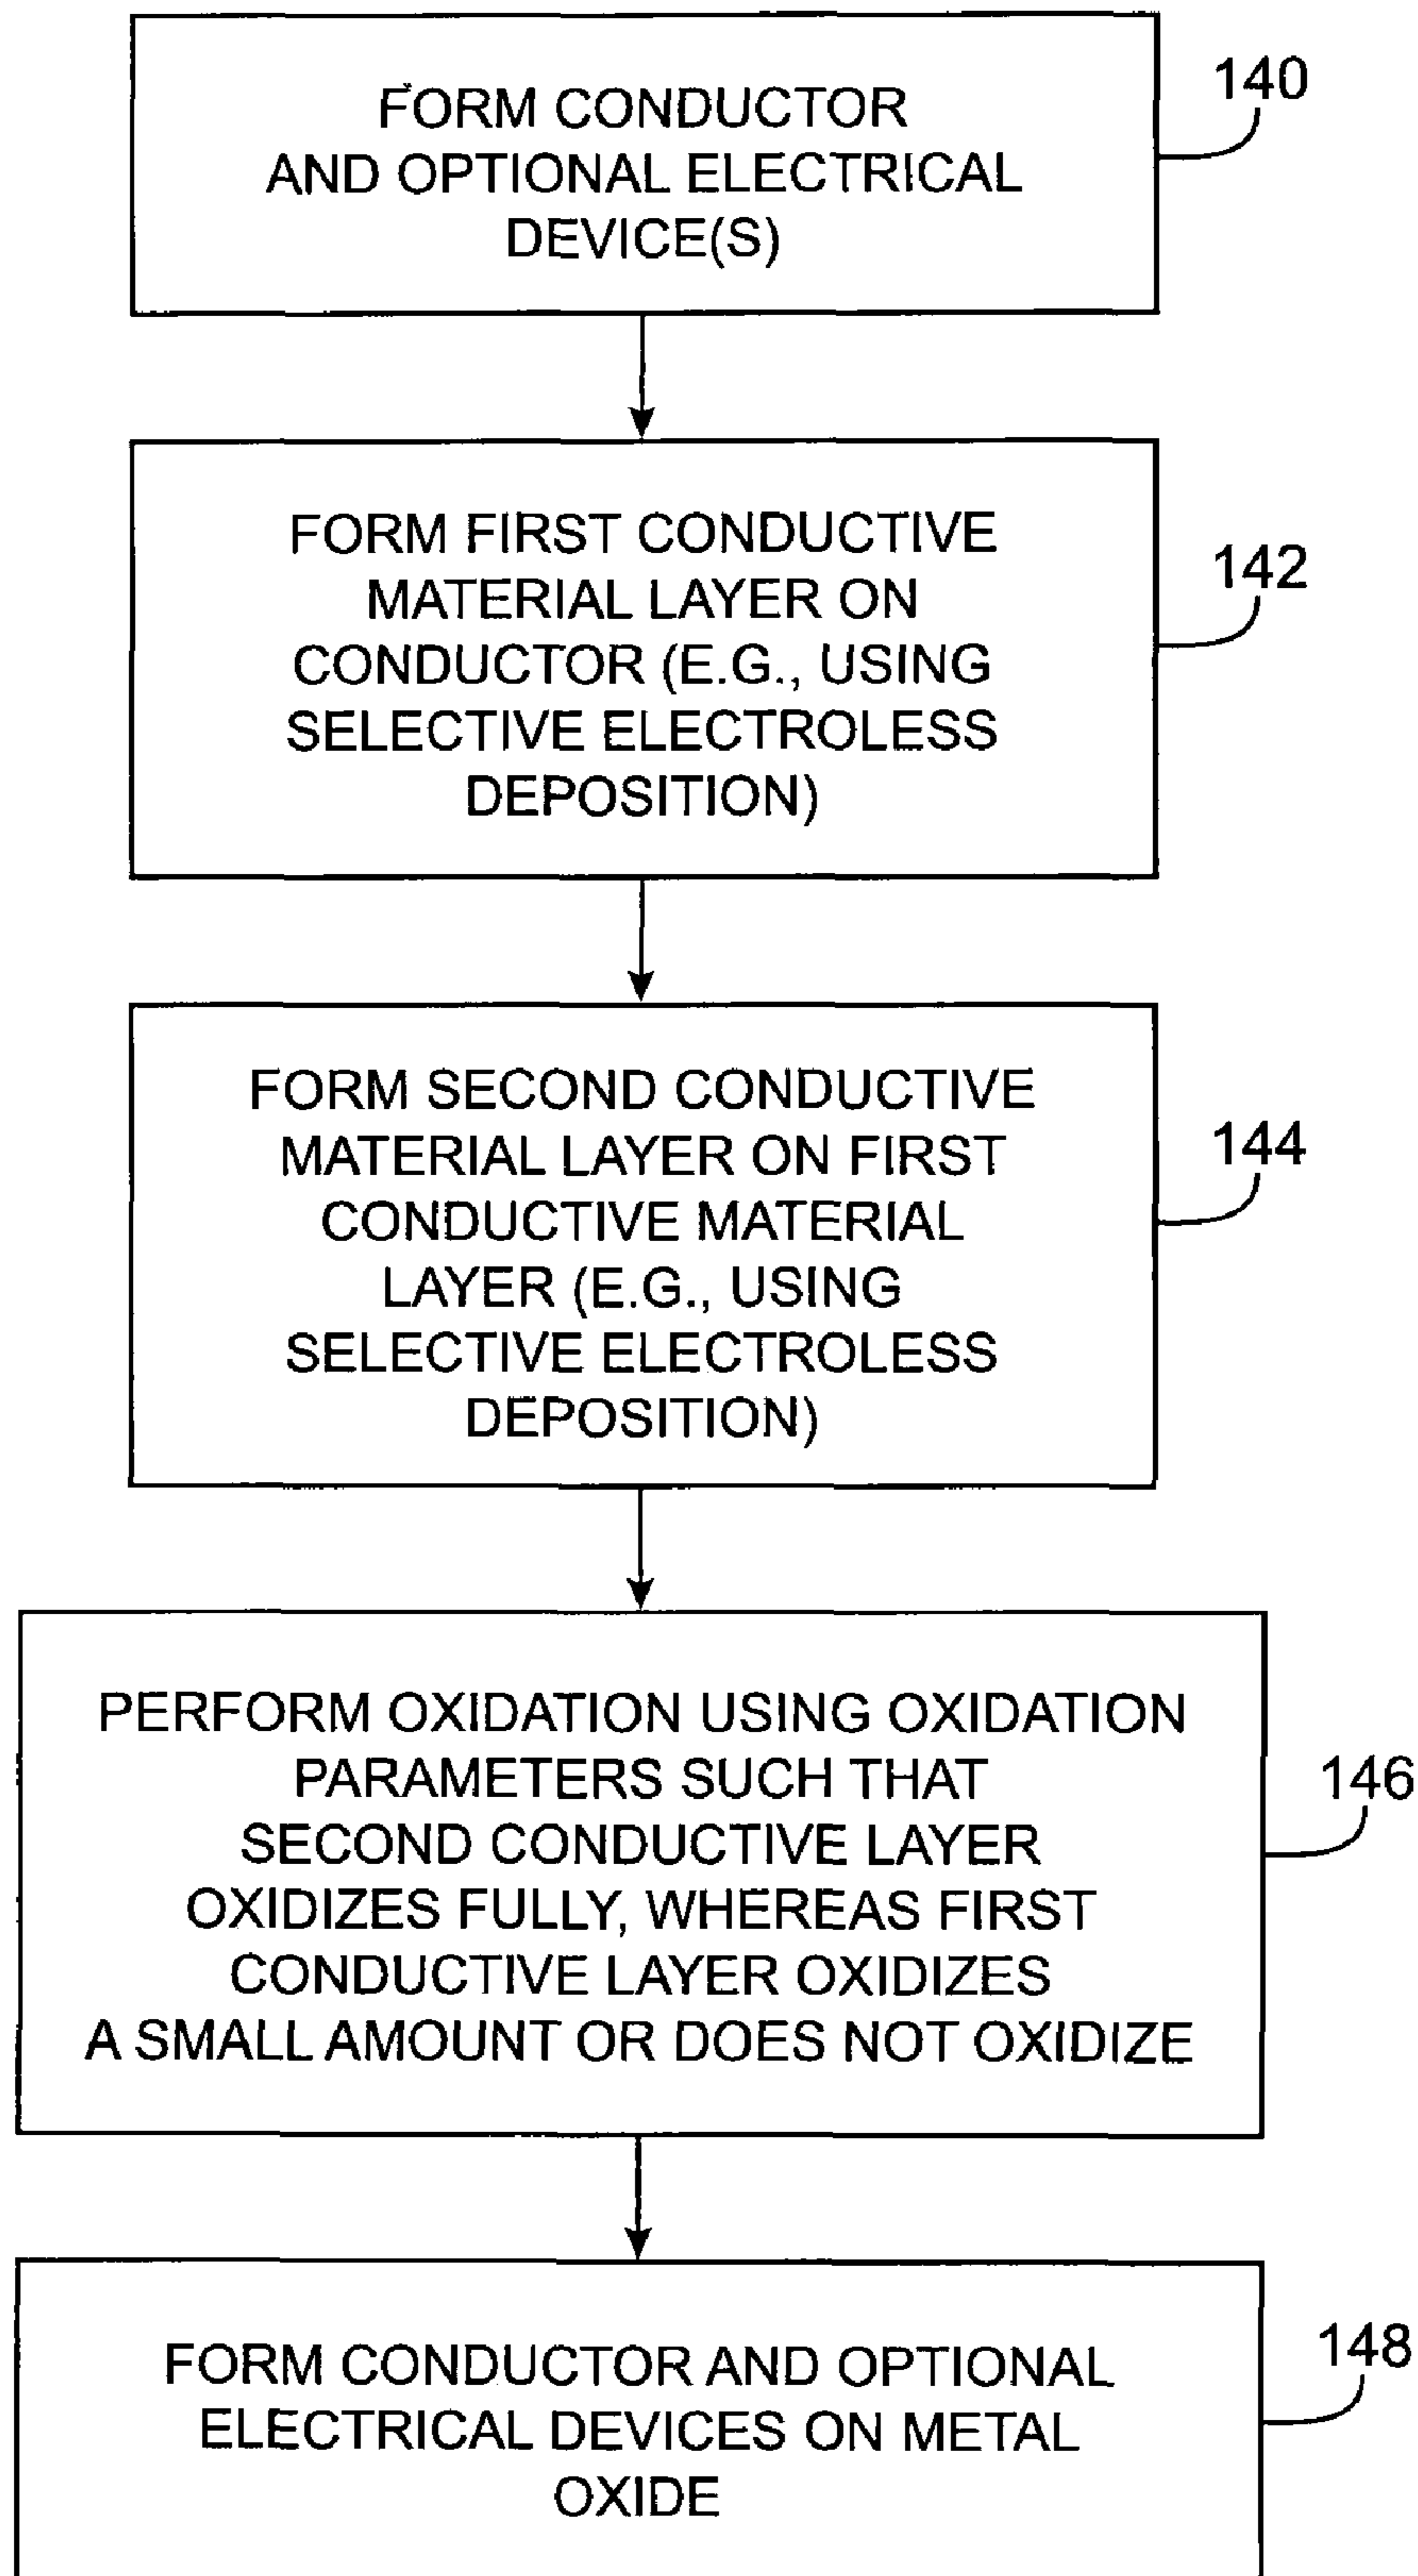 FORM CONDUCTOR
AND OPTIONAL ELECTRICAL
DEVICE(S)
140
FORM FIRST CONDUCTIVE
MATERIAL LAYER ON
CONDUCTOR (E.G., USING
SELECTIVE ELECTROLESS
DEPOSITION)
142
FORM SECOND CONDUCTIVE
MATERIAL LAYER ON FIRST
CONDUCTIVE MATERIAL
LAYER (E.G., USING
SELECTIVE ELECTROLESS
DEPOSITION)
144
PERFORM OXIDATION USING OXIDATION
PARAMETERS SUCH THAT
SECOND CONDUCTIVE LAYER
OXIDIZES FULLY, WHEREAS FIRST
CONDUCTIVE LAYER OXIDIZES
A SMALL AMOUNT OR DOES NOT OXIDIZE
146
FORM CONDUCTOR AND OPTIONAL
ELECTRICAL DEVICES ON METAL
OXIDE
148